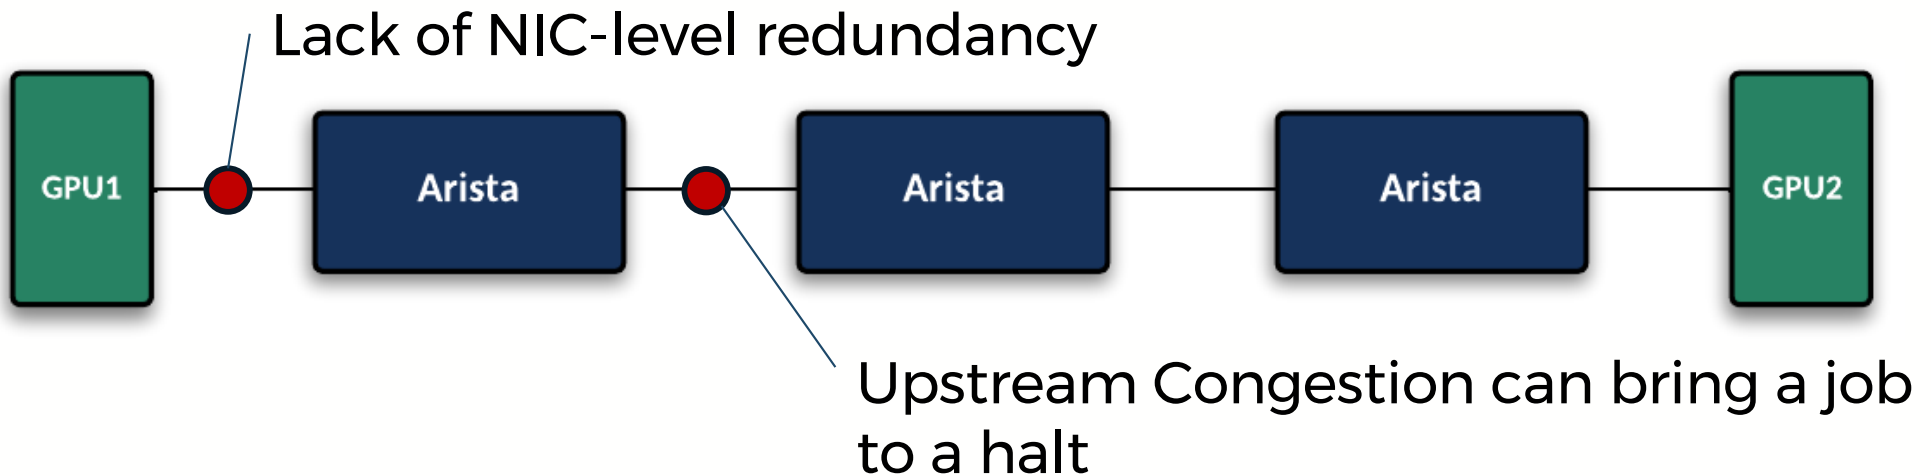 Lack of NIC-level redundancy
GPU1
Arista
Arista
Arista
GPU2
Upstream Congestion can bring a job
to a halt